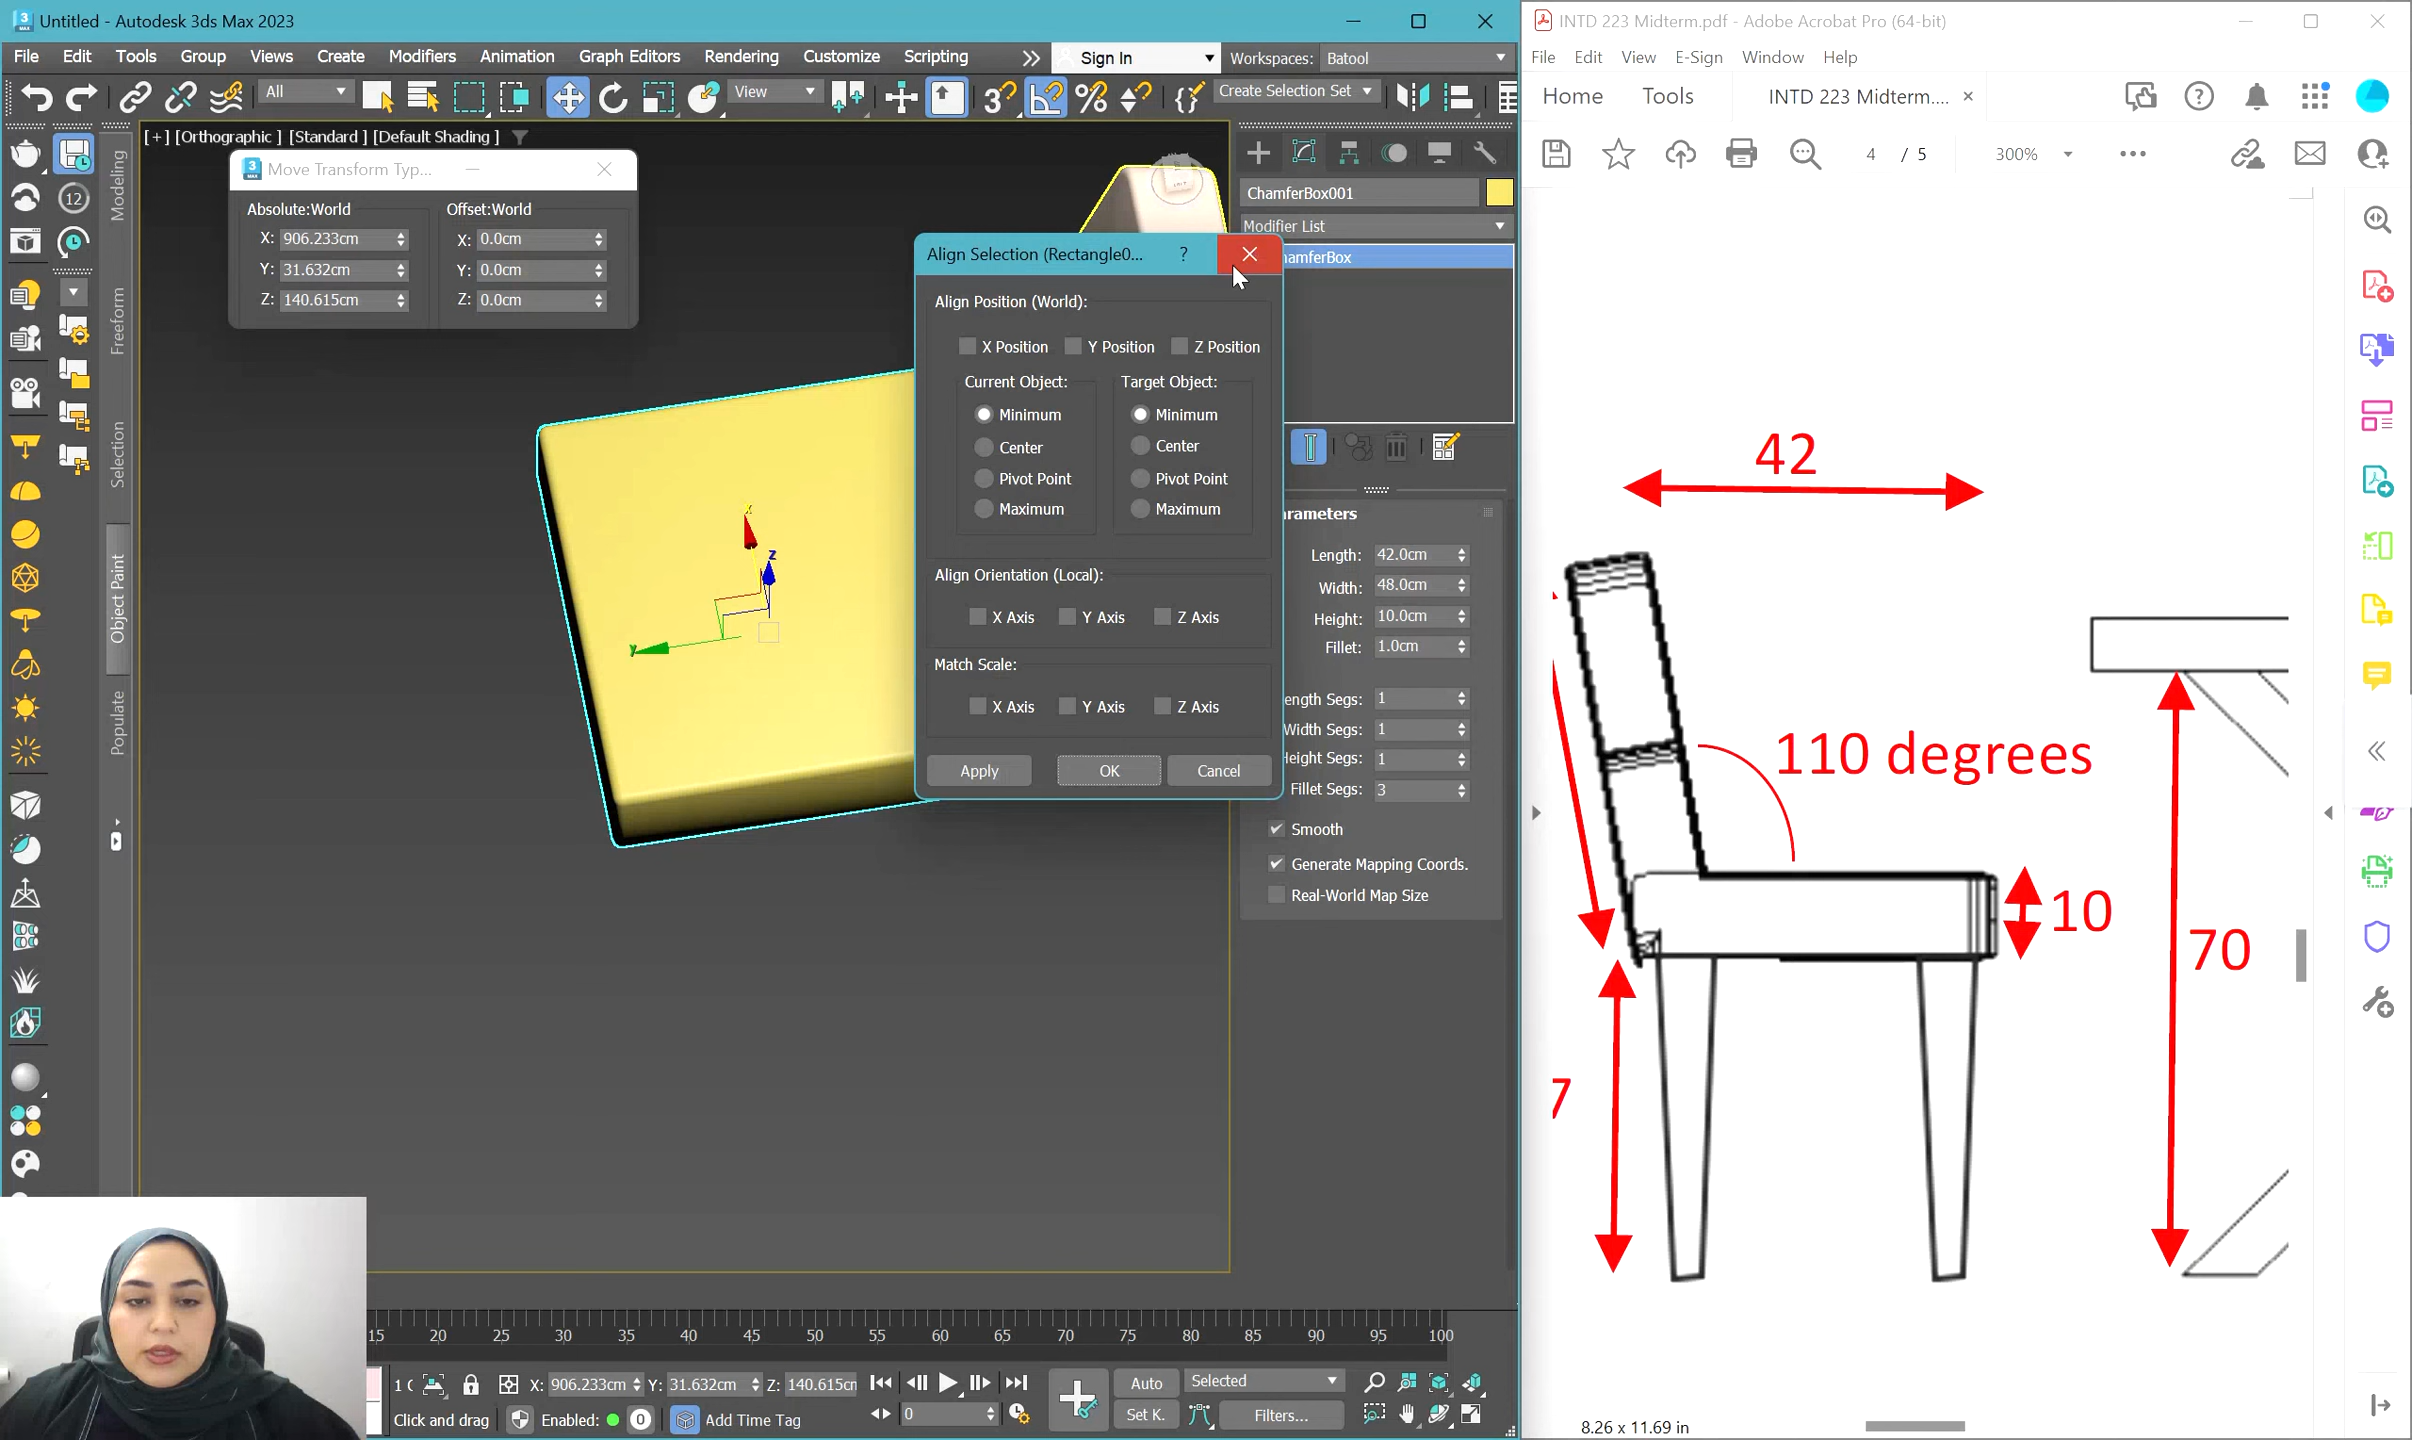 Untitled - Autodesk 3ds Max 2023
File Edit Tools Group Views Create Modifiers Animation Graph Editors Rendering Customize Scripting
Sign In
Workspaces: Batool
All
View
Create Selection Set
[+] [Orthographic ] [Standard ] [Default Shading ]
Modeling
Freeform
Selection
Object Paint
Populate
12
Move Transform Typ...
Absolute:World
Offset:World
X: 906.233cm
X: 0.0cm
Y: 31.632cm
Y: 0.0cm
Z: 140.615cm
Z: 0.0cm
x
z
y
Align Selection (Rectangle0... ?
Align Position (World):
X Position Y Position Z Position
Current Object: Target Object:
Minimum Minimum
Center Center
Pivot Point Pivot Point
Maximum Maximum
Align Orientation (Local):
X Axis Y Axis Z Axis
Match Scale:
X Axis Y Axis Z Axis
Apply OK Cancel
ChamferBox001
Modifier List
hamferBox
rameters
Length: 42.0cm
Width: 48.0cm
Height: 10.0cm
Fillet: 1.0cm
ength Segs: 1
Width Segs: 1
Height Segs: 1
Fillet Segs: 3
Smooth
Generate Mapping Coords.
Real-World Map Size
15 20 25 30 35 40 45 50 55 60 65 70 75 80 85 90 95 100
X: 906.233cm Y: 31.632cm Z: 140.615cm
Auto
Selected
Click and drag
Enabled:
0
Add Time Tag
0
Set K.
Filters...
INTD 223 Midterm.pdf - Adobe Acrobat Pro (64-bit)
File Edit View E-Sign Window Help
Home Tools INTD 223 Midterm....
4 / 5
300%
42
110 degrees
10
70
7
8.26 x 11.69 in